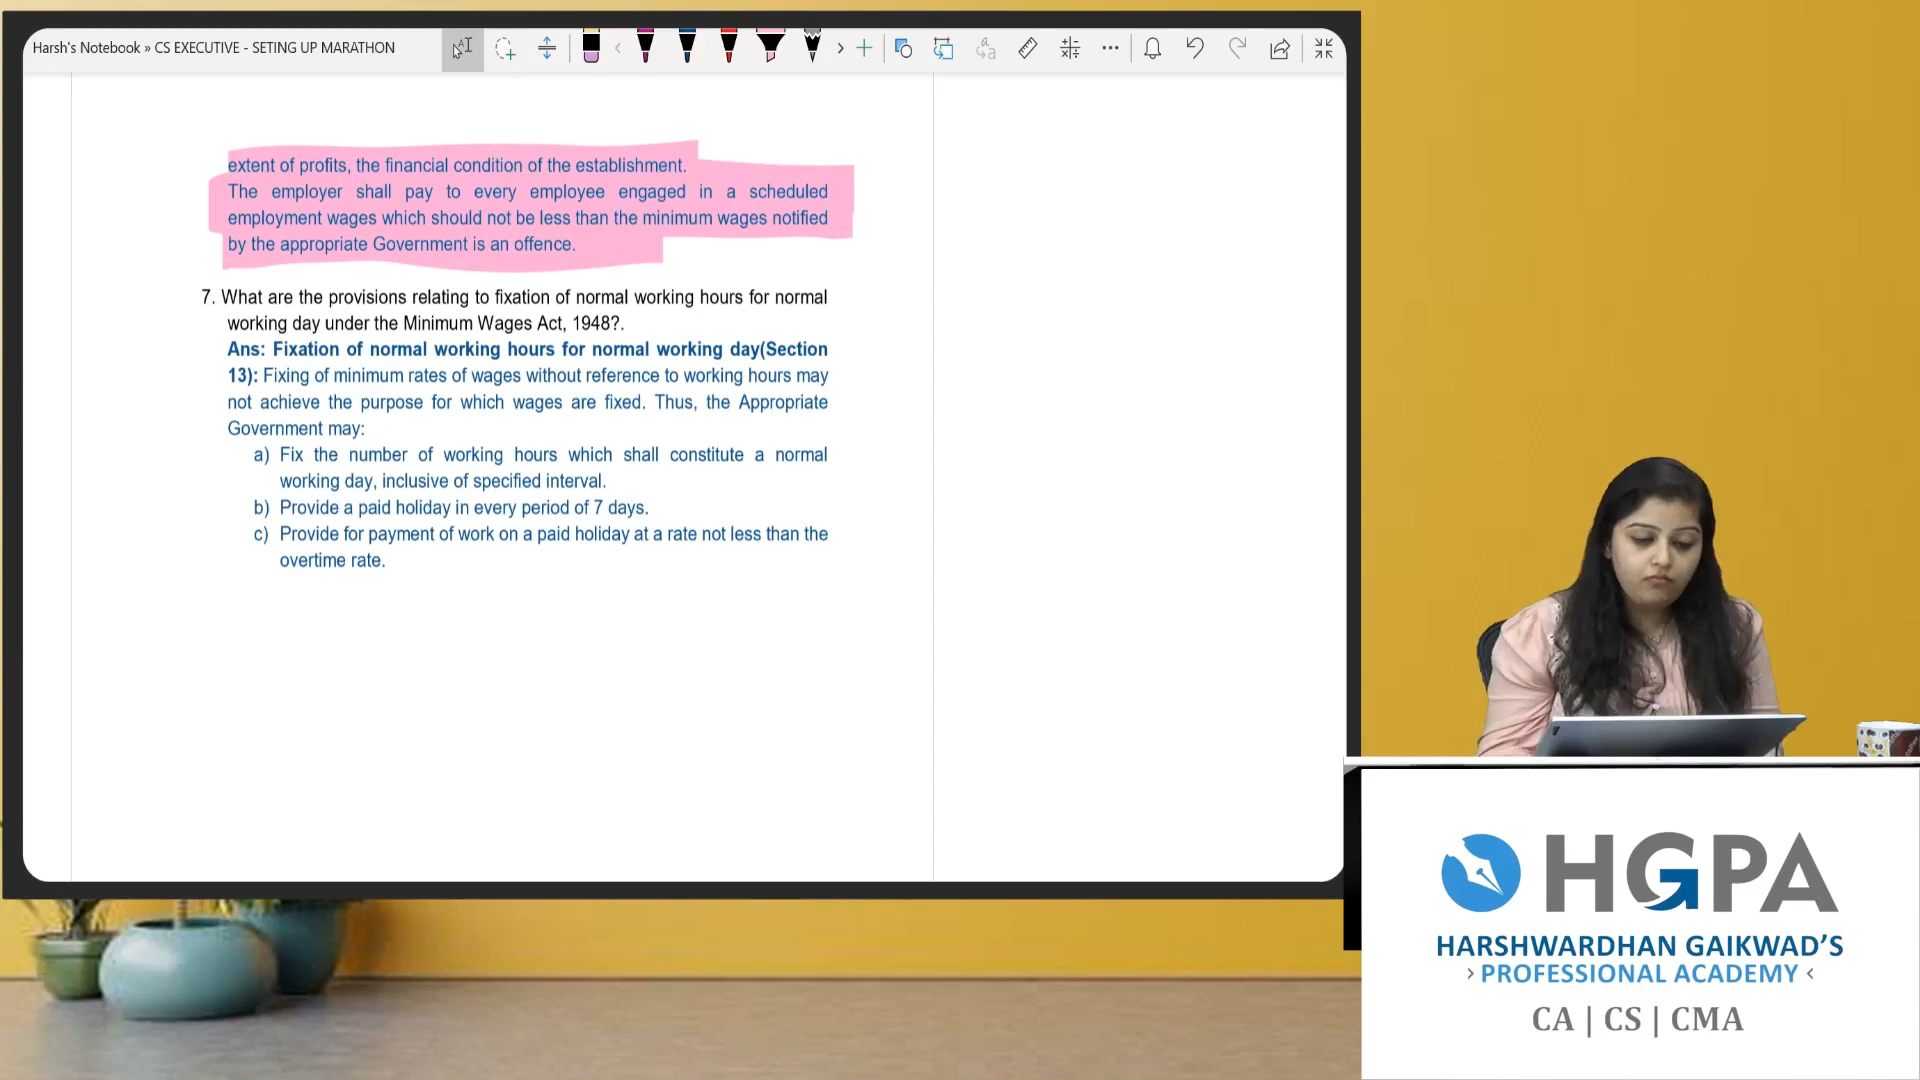 Harsh's Notebook » CS EXECUTIVE - SETING UP MARATHON
extent of profits, the financial condition of the establishment.
The employer shall pay to every employee engaged in a scheduled
employment wages which should not be less than the minimum wages notified
by the appropriate Government is an offence.
7. What are the provisions relating to fixation of normal working hours for normal
working day under the Minimum Wages Act, 1948?.
Ans: Fixation of normal working hours for normal working day(Section
13): Fixing of minimum rates of wages without reference to working hours may
not achieve the purpose for which wages are fixed. Thus, the Appropriate
Government may:
a) Fix the number of working hours which shall constitute a normal
working day, inclusive of specified interval.
b) Provide a paid holiday in every period of 7 days.
c) Provide for payment of work on a paid holiday at a rate not less than the
overtime rate.
HGPA
HARSHWARDHAN GAIKWAD'S
› PROFESSIONAL ACADEMY ‹
CA | CS | CMA